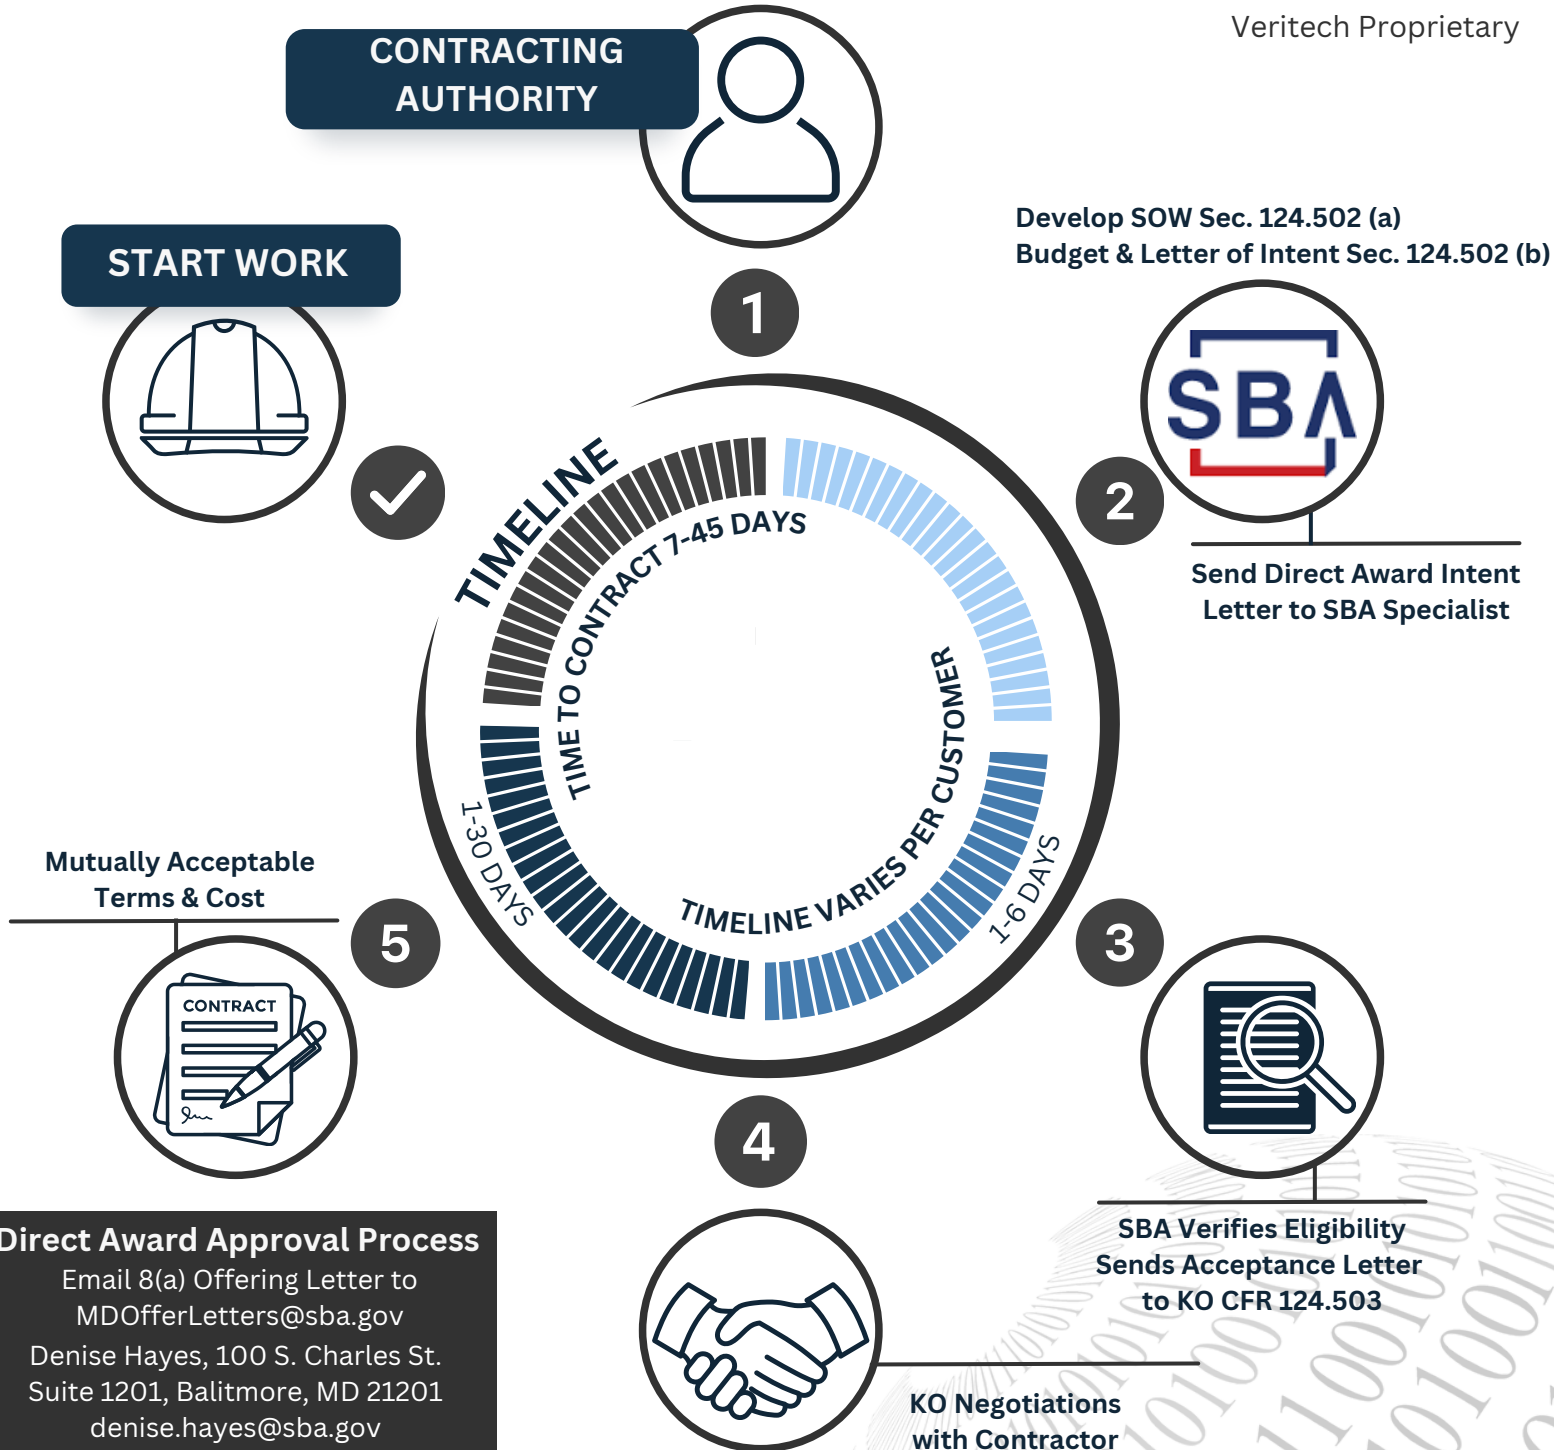 Veritech Proprietary
CONTRACTING
AUTHORITY
1
Develop SOW Sec. 124.502 (a)
Budget & Letter of Intent Sec. 124.502 (b)
SBA
2
Send Direct Award Intent
Letter to SBA Specialist
START WORK
TIMELINE
TIME TO CONTRACT 7-45 DAYS
TIMELINE VARIES PER CUSTOMER
1-6 DAYS
1-30 DAYS
3
SBA Verifies Eligibility
Sends Acceptance Letter
to KO CFR 124.503
4
KO Negotiations
with Contractor
5
Mutually Acceptable
Terms & Cost
CONTRACT
Direct Award Approval Process
Email 8(a) Offering Letter to
MDOfferLetters@sba.gov
Denise Hayes, 100 S. Charles St.
Suite 1201, Balitmore, MD 21201
denise.hayes@sba.gov